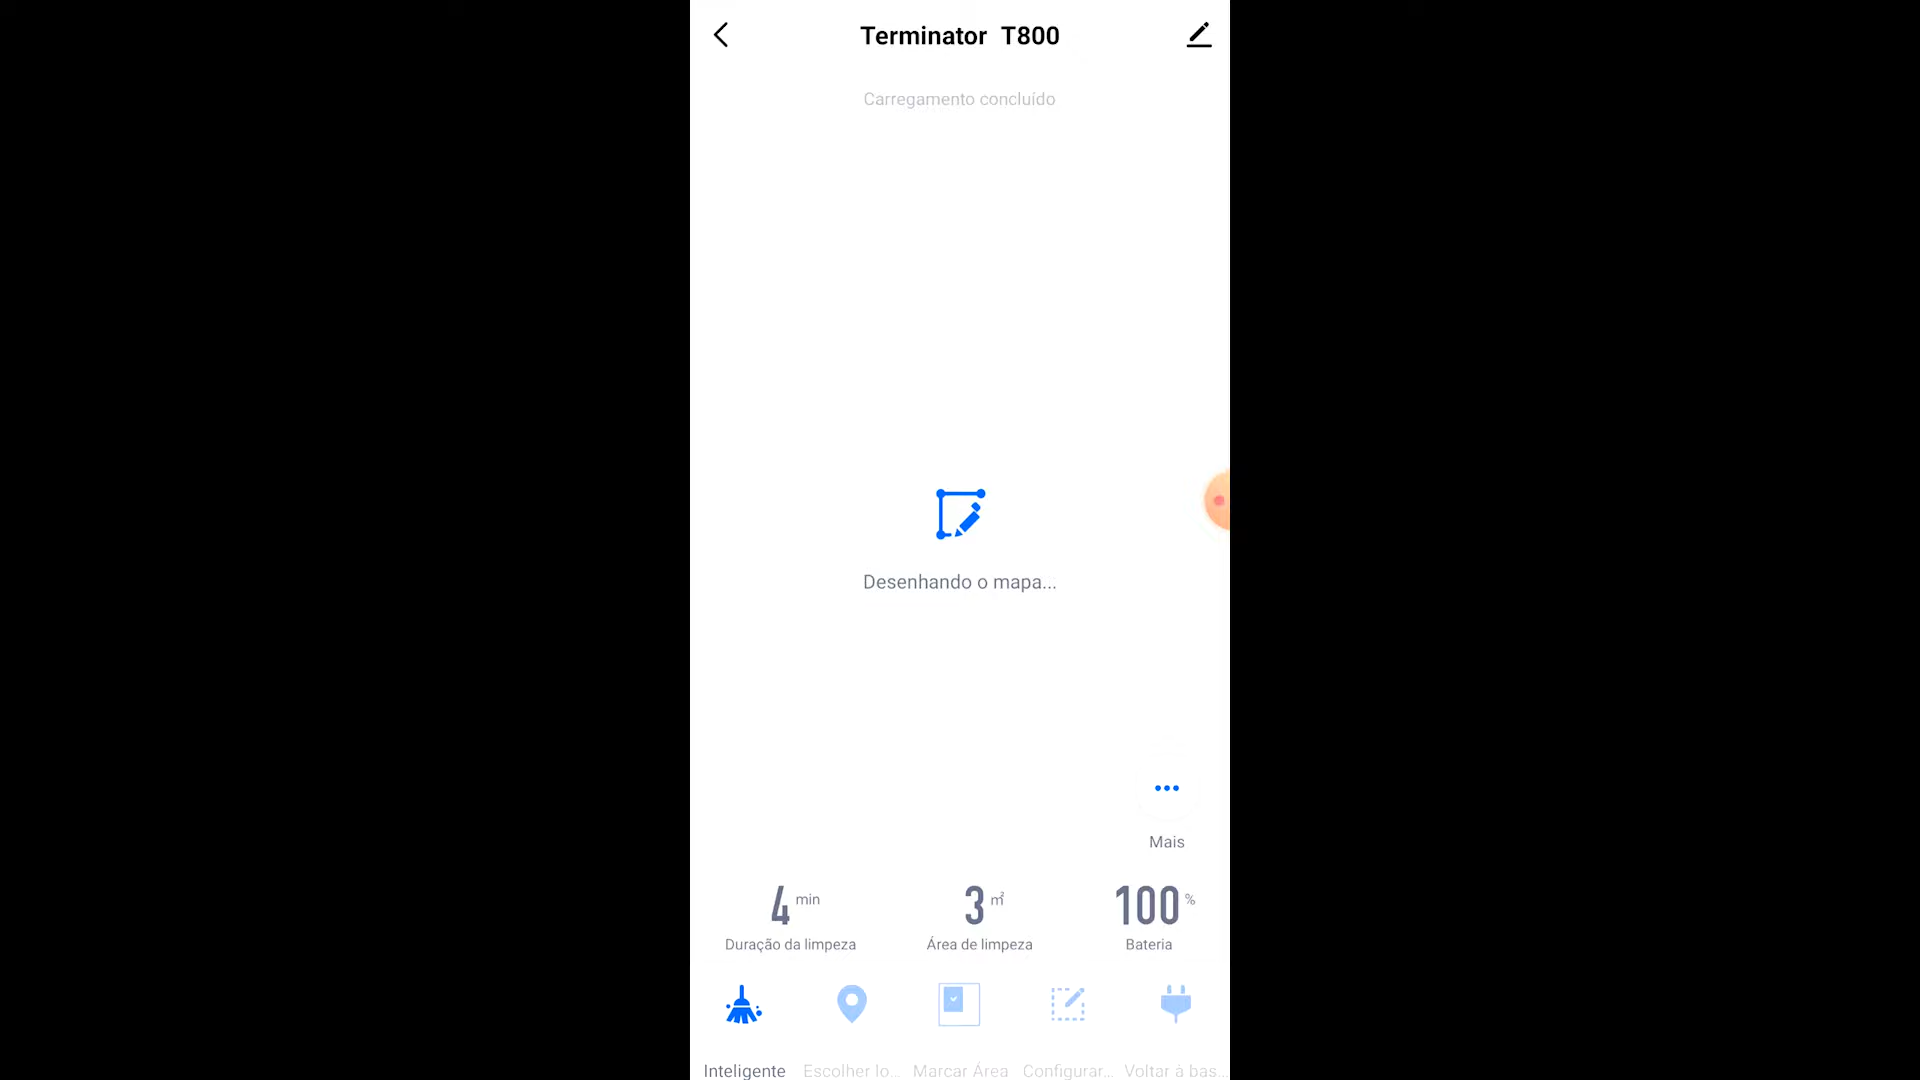 Terminator T800
Carregamento concluído
Desenhando o mapa...
Mais
4 min
3 ㎡
100 %
Duração da limpeza
Área de limpeza
Bateria
Inteligente
Escolher lo...
Marcar Área
Configurar...
Voltar à bas...